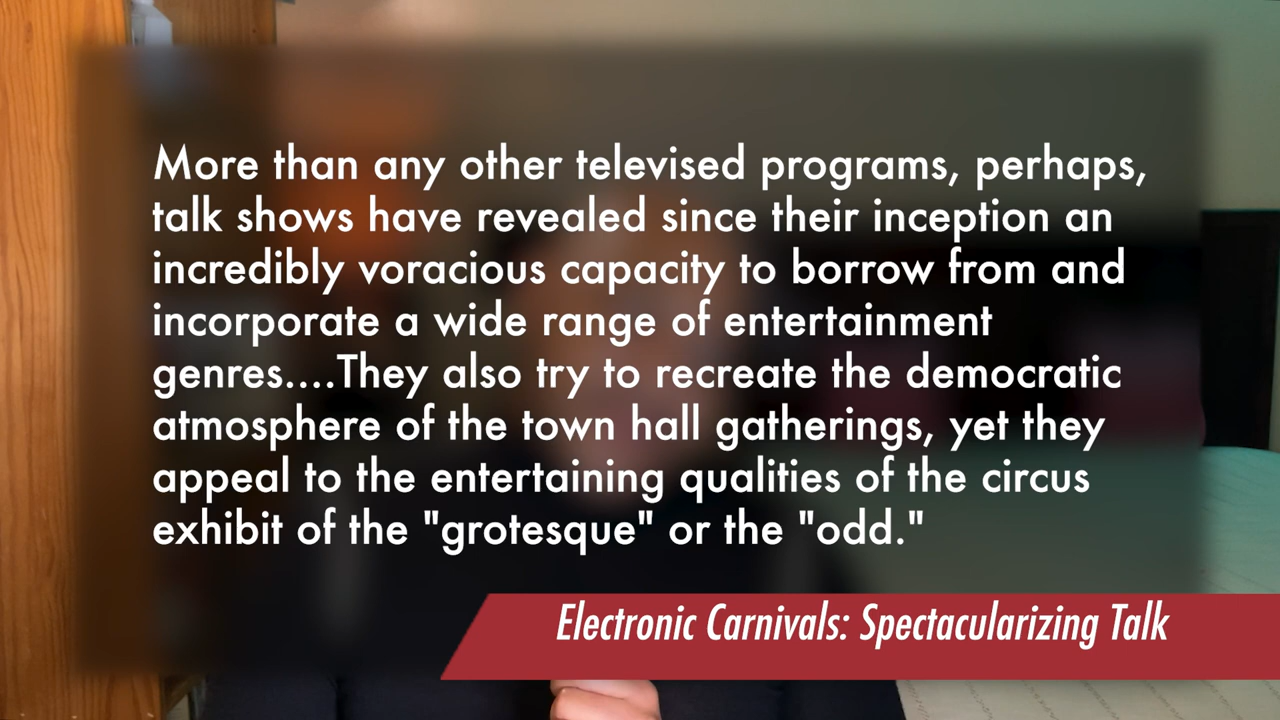 More than any other televised programs, perhaps,
talk shows have revealed since their inception an
incredibly voracious capacity to borrow from and
incorporate a wide range of entertainment
genres....They also try to recreate the democratic
atmosphere of the town hall gatherings, yet they
appeal to the entertaining qualities of the circus
exhibit of the "grotesque" or the "odd."
Electronic Carnivals: Spectacularizing Talk